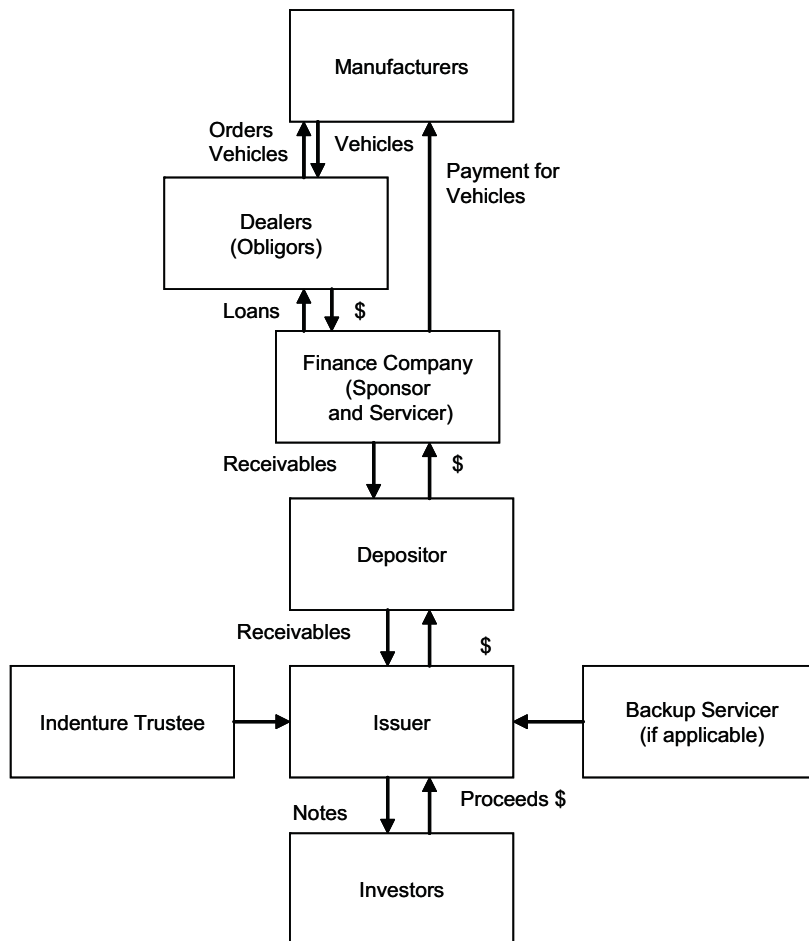 Manufacturers
Orders
Vehicles
Vehicles
Payment for
Vehicles
Dealers
(Obligors)
Loans
$
Finance Company
(Sponsor
and Servicer)
Receivables
$
Depositor
Receivables
$
Indenture Trustee
Issuer
Backup Servicer
(if applicable)
Notes
Proceeds $
Investors